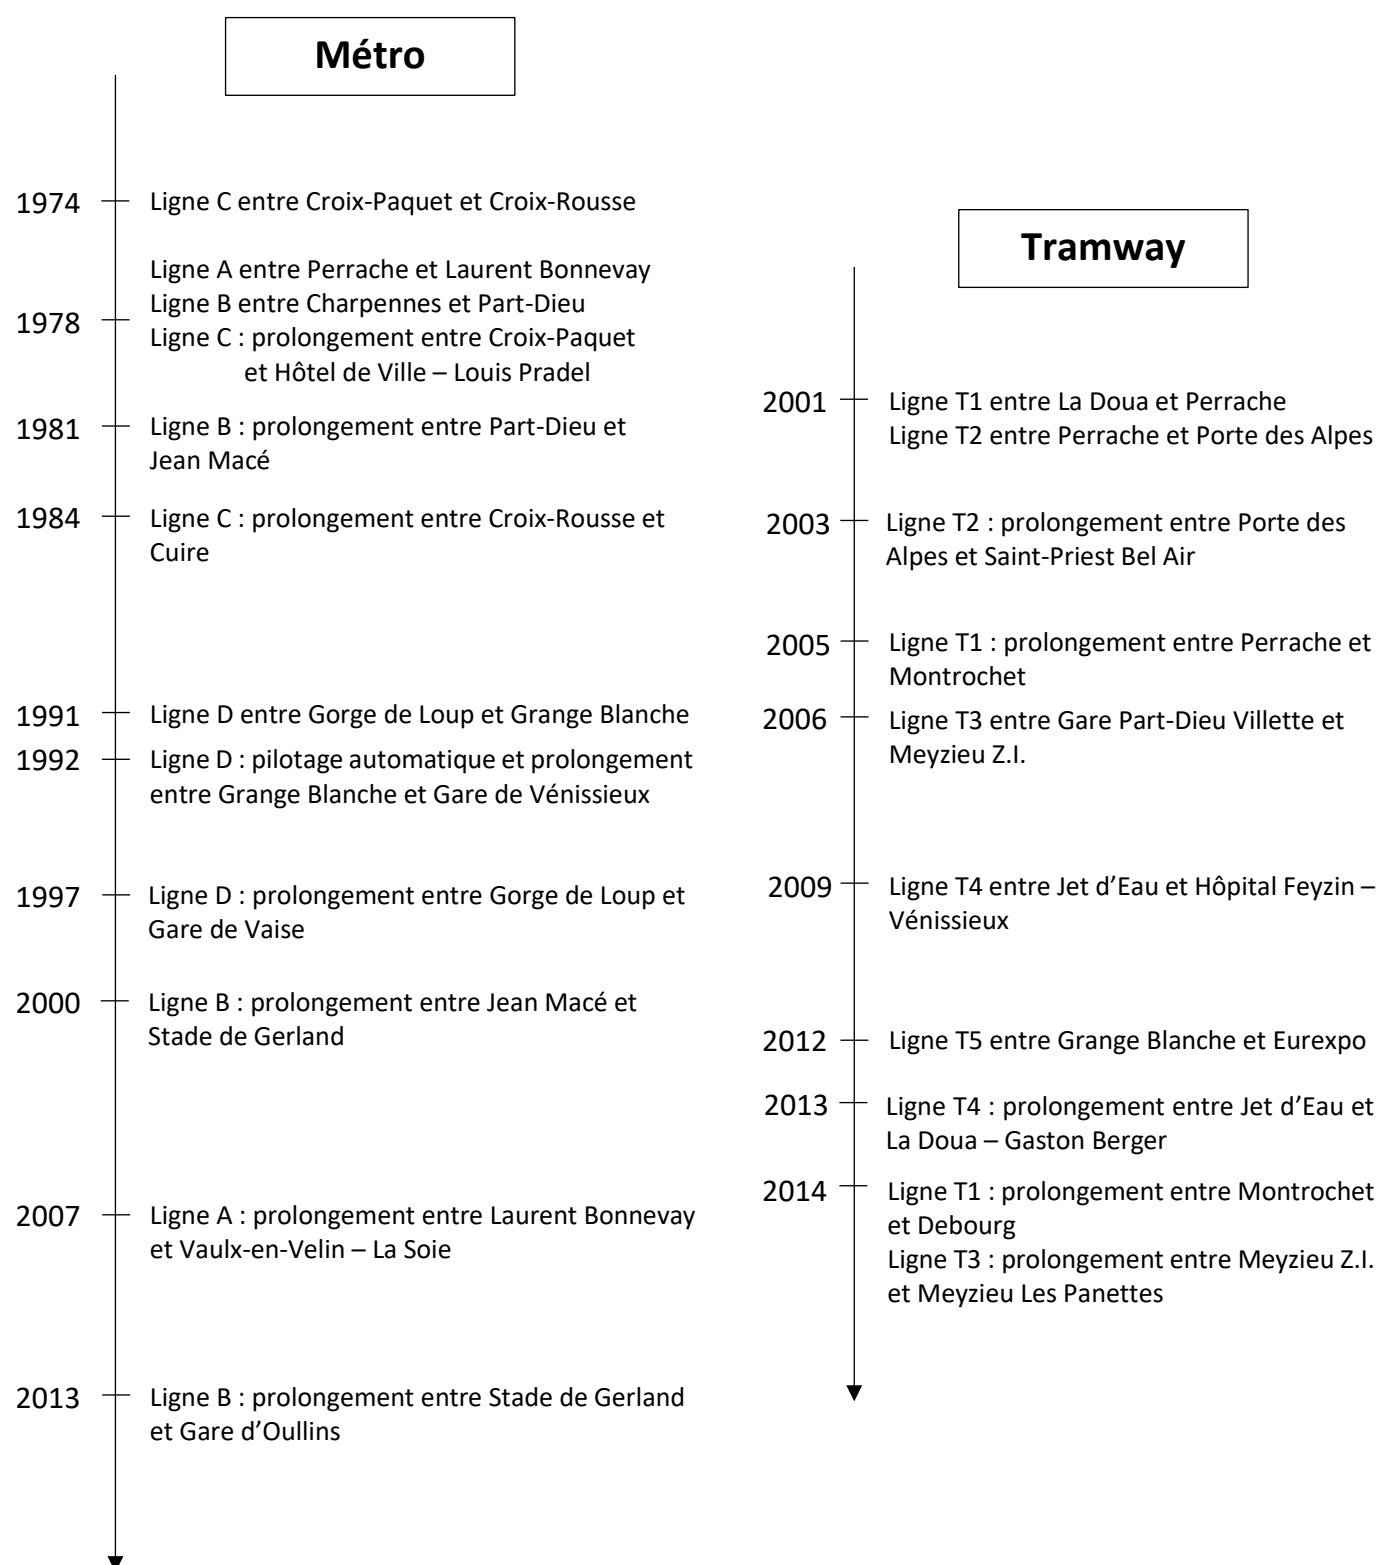 Métro
1974
Ligne C entre Croix-Paquet et Croix-Rousse
1978
Ligne A entre Perrache et Laurent Bonnevay
Ligne B entre Charpennes et Part-Dieu
Ligne C : prolongement entre Croix-Paquet
et Hôtel de Ville – Louis Pradel
1981
Ligne B : prolongement entre Part-Dieu et
Jean Macé
1984
Ligne C : prolongement entre Croix-Rousse et
Cuire
1991
Ligne D entre Gorge de Loup et Grange Blanche
1992
Ligne D : pilotage automatique et prolongement
entre Grange Blanche et Gare de Vénissieux
1997
Ligne D : prolongement entre Gorge de Loup et
Gare de Vaise
2000
Ligne B : prolongement entre Jean Macé et
Stade de Gerland
2007
Ligne A : prolongement entre Laurent Bonnevay
et Vaulx-en-Velin – La Soie
2013
Ligne B : prolongement entre Stade de Gerland
et Gare d’Oullins
Tramway
2001
Ligne T1 entre La Doua et Perrache
Ligne T2 entre Perrache et Porte des Alpes
2003
Ligne T2 : prolongement entre Porte des
Alpes et Saint-Priest Bel Air
2005
Ligne T1 : prolongement entre Perrache et
Montrochet
2006
Ligne T3 entre Gare Part-Dieu Villette et
Meyzieu Z.I.
2009
Ligne T4 entre Jet d’Eau et Hôpital Feyzin –
Vénissieux
2012
Ligne T5 entre Grange Blanche et Eurexpo
2013
Ligne T4 : prolongement entre Jet d’Eau et
La Doua – Gaston Berger
2014
Ligne T1 : prolongement entre Montrochet
et Debourg
Ligne T3 : prolongement entre Meyzieu Z.I.
et Meyzieu Les Panettes